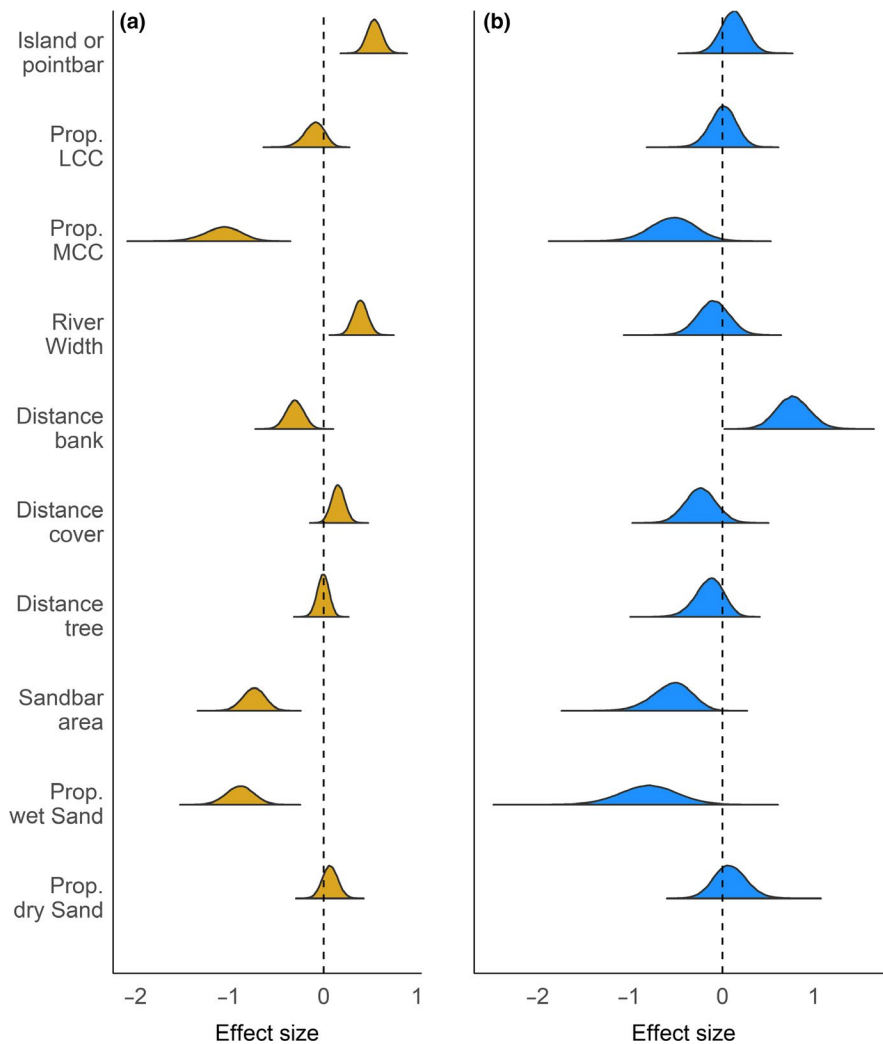 (a)
(b)
Island or
pointbar
Prop.
LCC
Prop.
MCC
River
Width
Distance
bank
Distance
cover
Distance
tree
Sandbar
area
Prop.
wet Sand
Prop.
dry Sand
−2 −1 0 1
−2 −1 0 1
Effect size
Effect size